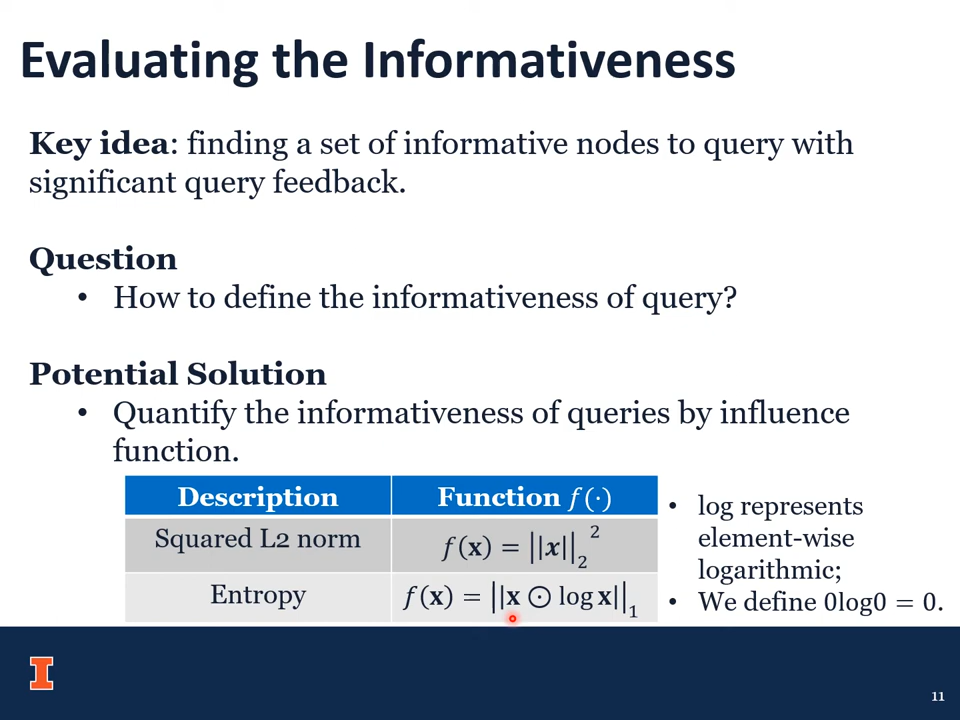 Evaluating the Informativeness
Key idea: finding a set of informative nodes to query with
significant query feedback.
Question
• How to define the informativeness of query?
Potential Solution
• Quantify the informativeness of queries by influence
function.
Description Function f(·)
Squared L2 norm f(x) = ||x||₂²
Entropy f(x) = ||x ⊙ log x||₁
• log represents
element-wise
logarithmic;
• We define 0log0 = 0.
I
11